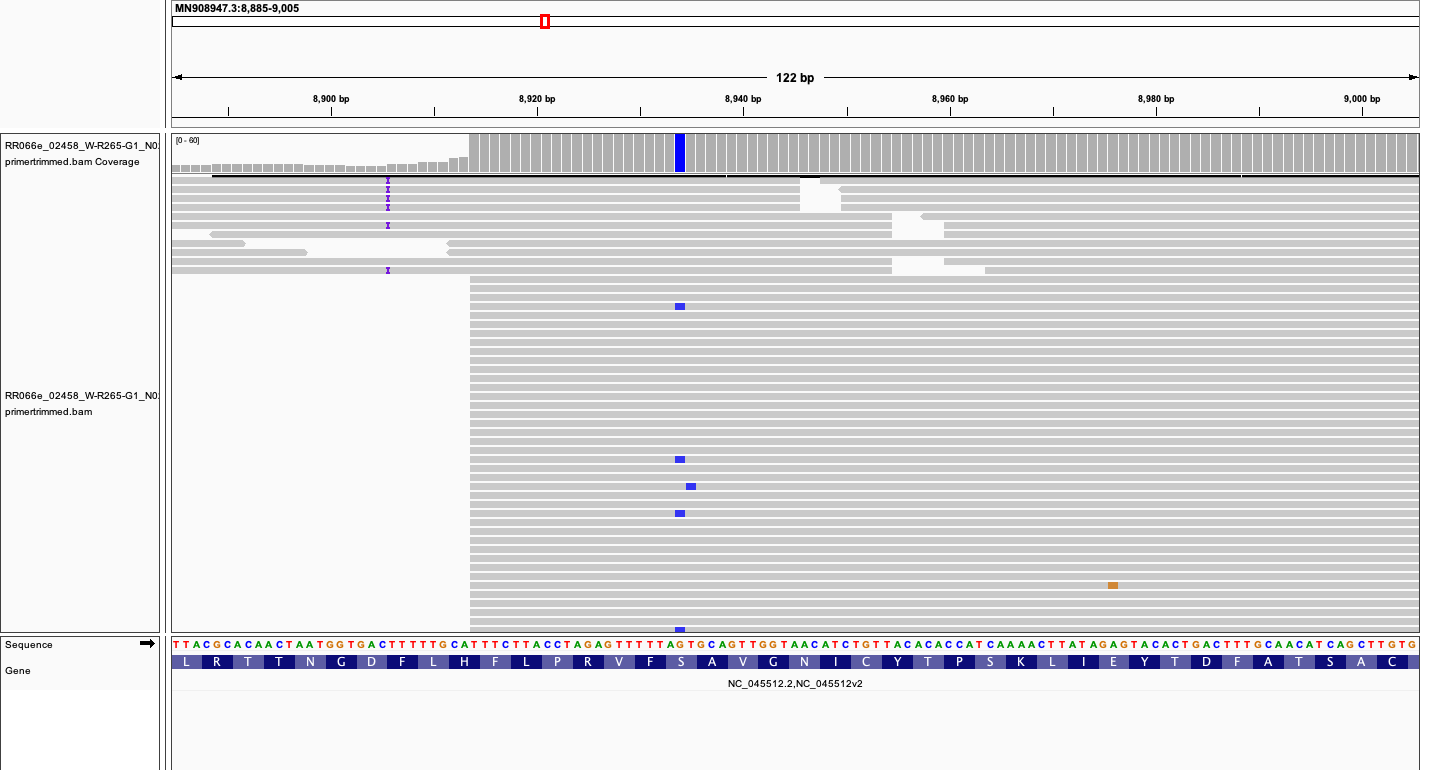 MN908947.3:8,885-9,005
122 bp
8,900 bp 8,920 bp 8,940 bp 8,960 bp 8,980 bp 9,000 bp
[0 - 60]
RR066e_02458_W-R265-G1_N0
primertrimmed.bam Coverage
RR066e_02458_W-R265-G1_N0
primertrimmed.bam
Sequence
TTACGCACAACTAATGGTGACTTTTTGCATTTCTTACCTAGAGTTTTTAGTGCAGTTGGTAACATCTGTTACACACCATCAAAACTTATAGAGTACACTGACTTTGCAACATCAGCTTGTG
Gene
L R T T N G D F L H F L P R V F S A V G N I C Y T P S K L I E Y T D F A T S A C
NC_045512.2,NC_045512v2